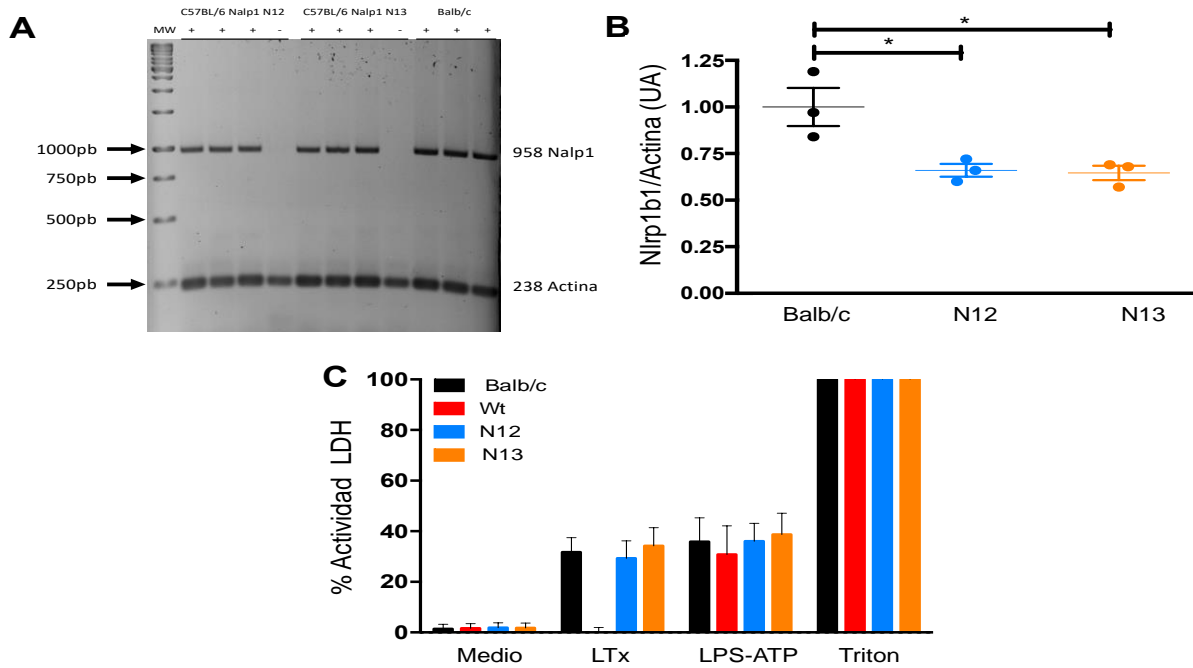 A
C57BL/6 Nalp1 N12 C57BL/6 Nalp1 N13 Balb/c
MW + + + - + + + - + + +
1000pb
750pb
500pb
250pb
958 Nalp1
238 Actina
B
*
*
Nlrp1b1/Actina (UA)
1.25
1.00
0.75
0.50
0.25
0.00
Balb/c N12 N13
C
% Actividad LDH
100
80
60
40
20
0
Balb/c
Wt
N12
N13
Medio LTx LPS-ATP Triton